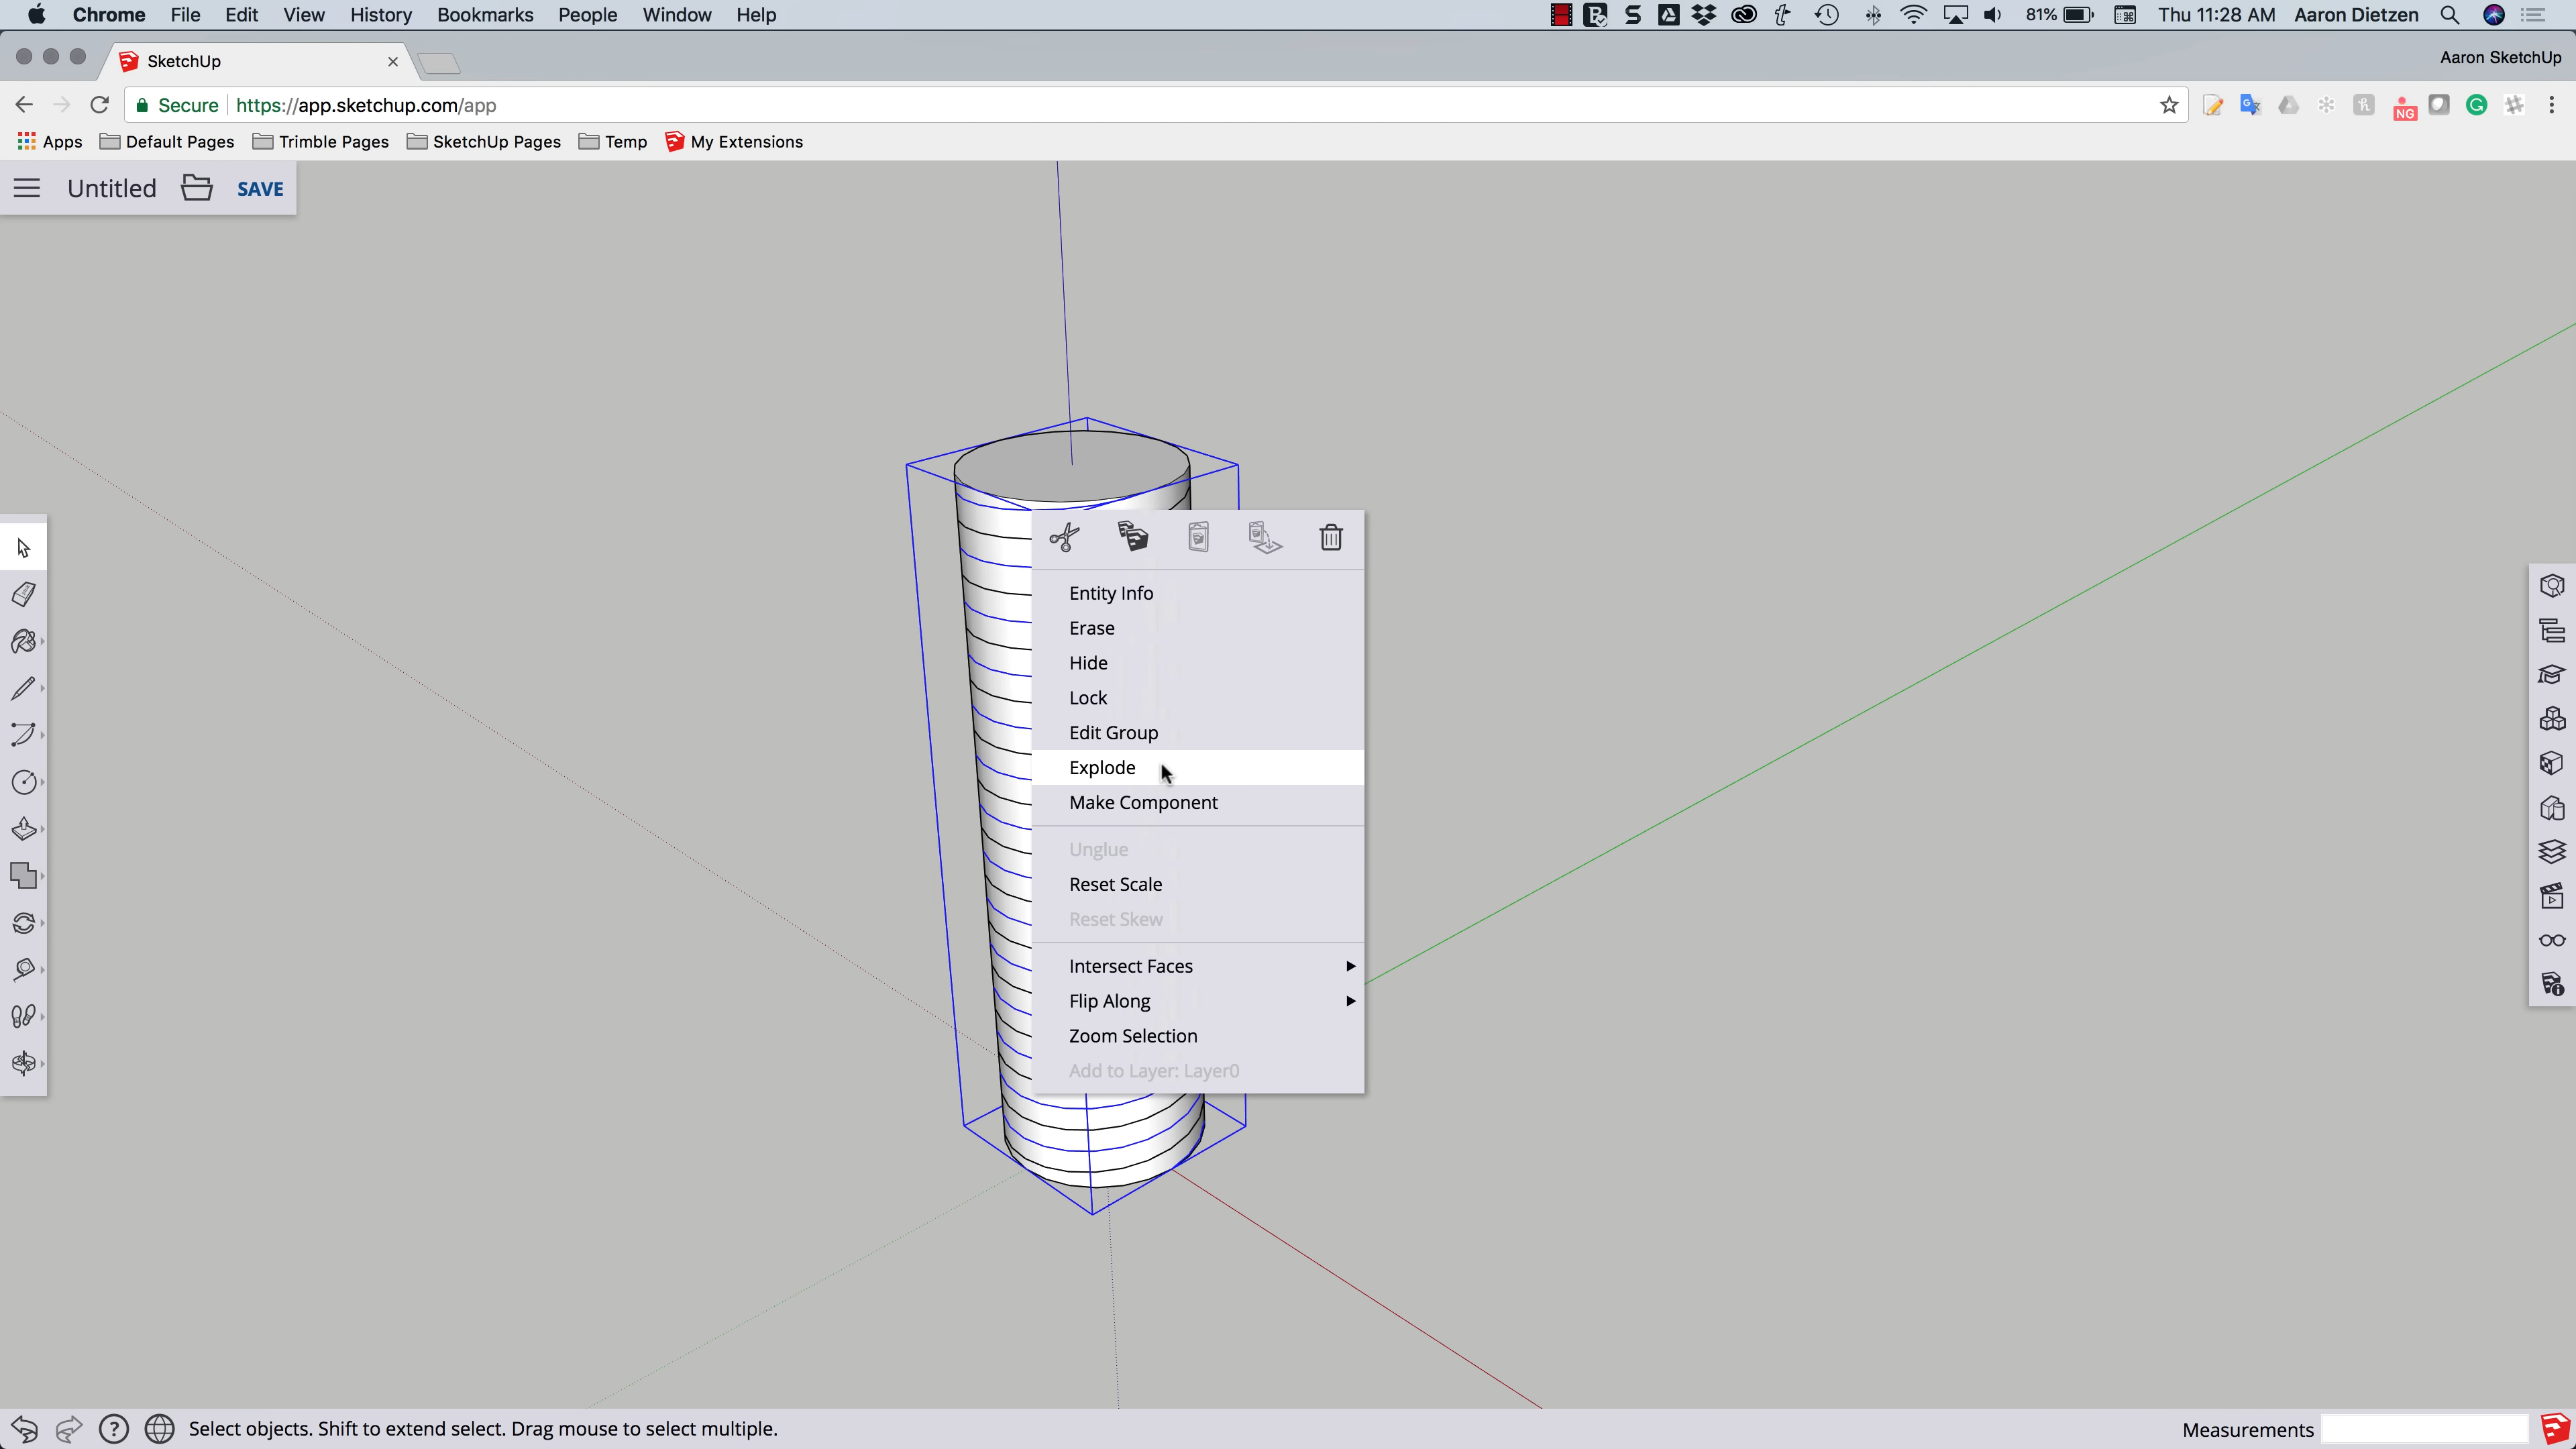 Chrome File Edit View History Bookmarks People Window Help 81% Thu 11:28 AM Aaron Dietzen
SketchUp Aaron SketchUp
Secure https://app.sketchup.com/app NG
Apps Default Pages Trimble Pages SketchUp Pages Temp My Extensions
Untitled SAVE
Entity Info
Erase
Hide
Lock
Edit Group
Explode
Make Component
Unglue
Reset Scale
Reset Skew
Intersect Faces
Flip Along
Zoom Selection
Add to Layer: Layer0
Select objects. Shift to extend select. Drag mouse to select multiple. Measurements